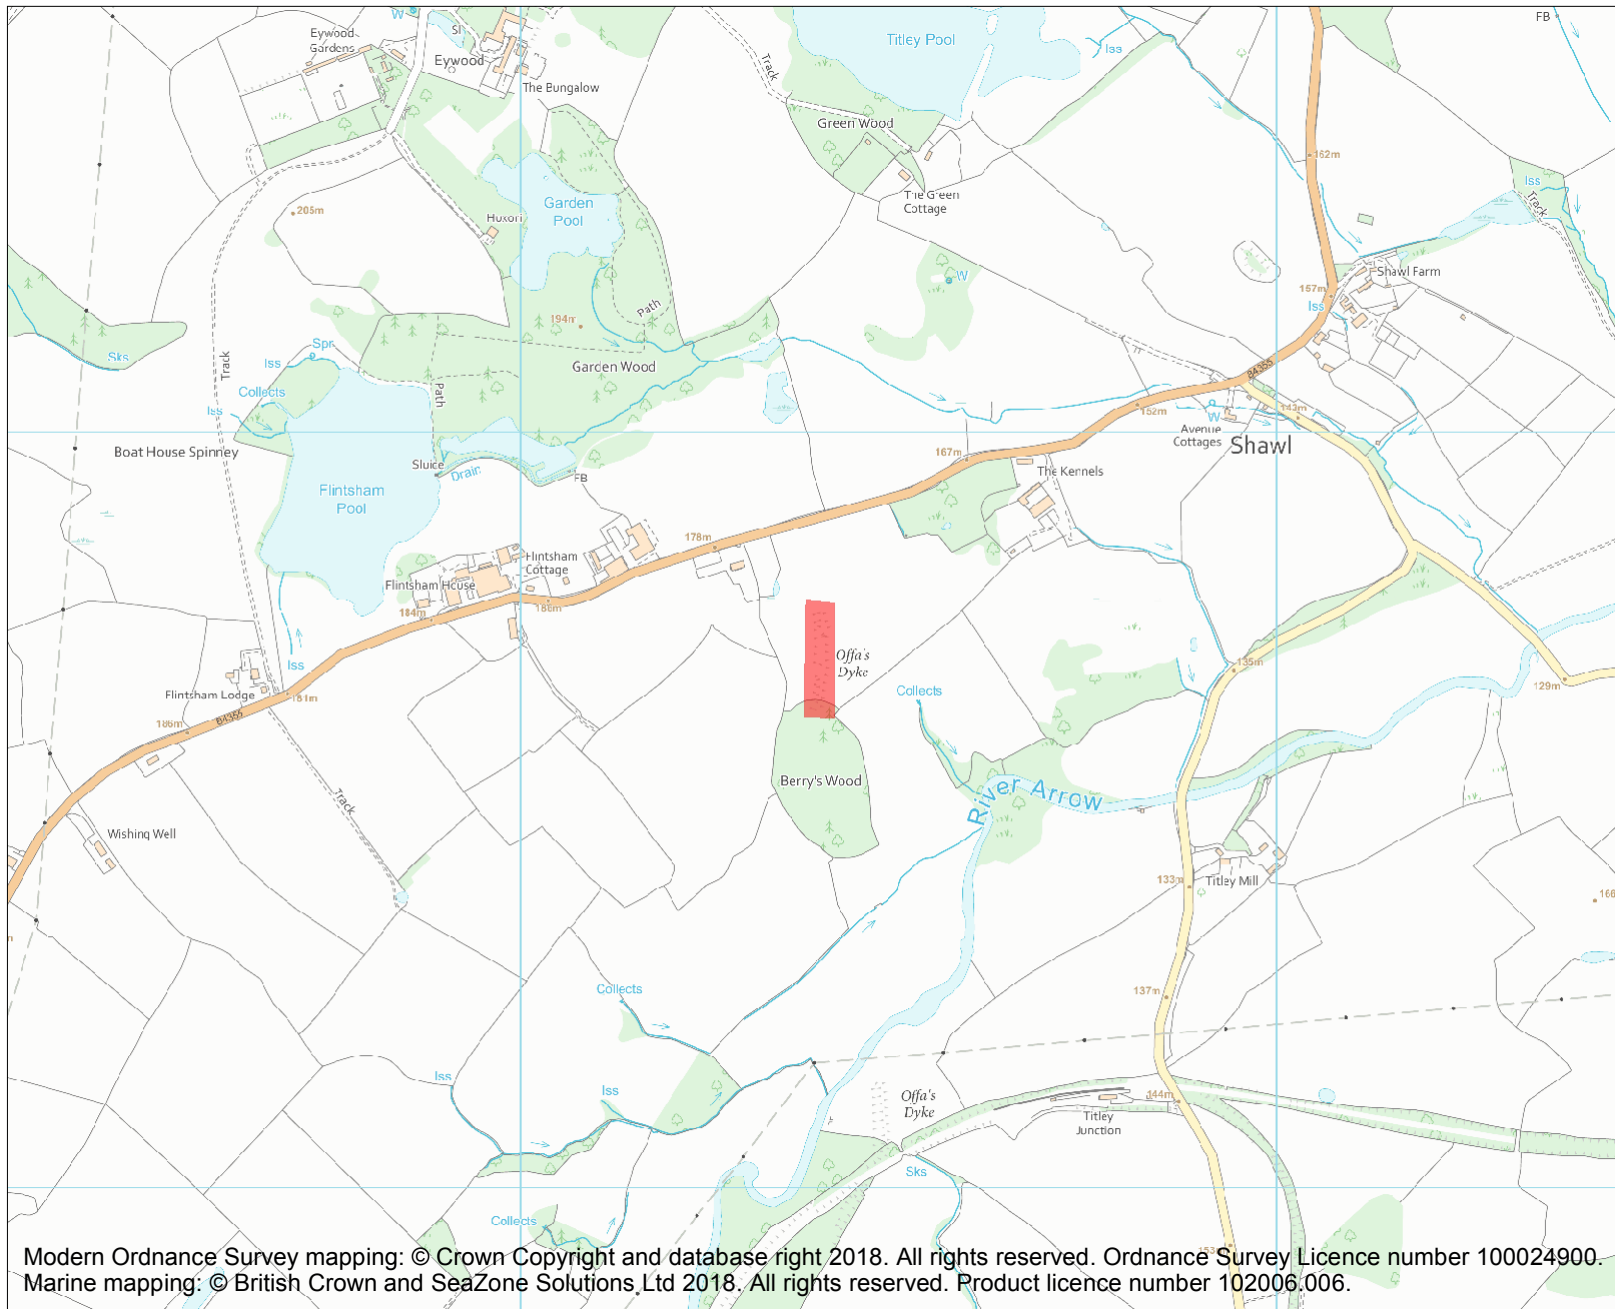 W
Sl
Eywood
Gardens
Eywood
The Bungalow
Track
Titley Pool
Iss
FB
Green Wood
162m
The Green
Cottage
Iss
Track
205m
Garden
Pool
W
Shawl Farm
157m
Iss
Path
194m
Sks
Track
Spr
Iss
Garden Wood
Path
B4355
Collects
Iss
152m
W
143m
Avenue
Cottages
Shawl
Boat House Spinney
167m
The Kennels
Sluice
Drain
FB
Flintsham
Pool
178m
Flintsham
Cottage
Flintsham House
184m
186m
Offa's
Dyke
Iss
135m
Flintsham Lodge
181m
Collects
129m
186m
B4355
Berry's Wood
River Arrow
Track
Wishing Well
Titley Mill
133m
166
Collects
137m
Iss
Iss
Offa's
Dyke
144m
Titley
Junction
Sks
Collects
153m
Modern Ordnance Survey mapping: © Crown Copyright and database right 2018. All rights reserved. Ordnance Survey Licence number 100024900.
Marine mapping: © British Crown and SeaZone Solutions Ltd 2018. All rights reserved. Product licence number 102006.006.